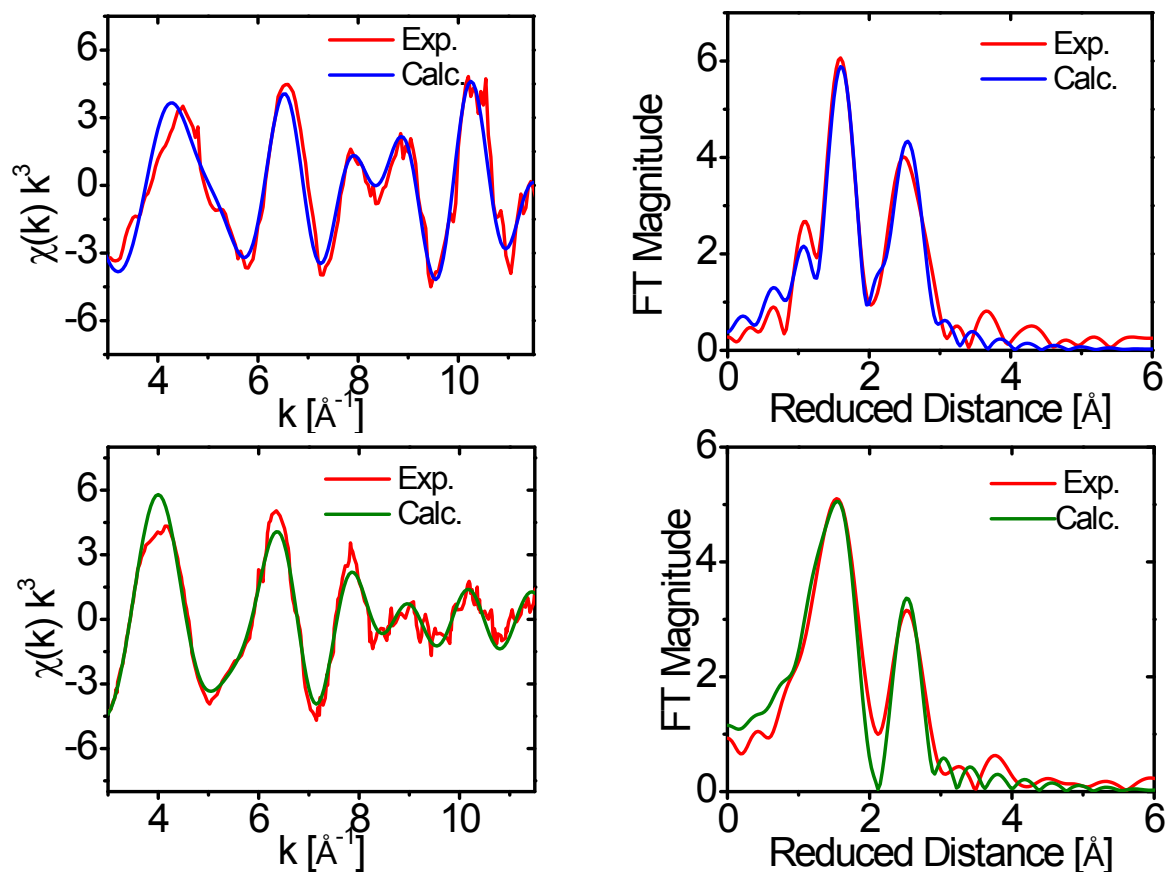 Exp.
Calc.
χ(k) k³
6
3
0
-3
-6
4 6 8 10
k [Å⁻¹]
Exp.
Calc.
FT Magnitude
6
4
2
0
0 2 4 6
Reduced Distance [Å]
Exp.
Calc.
χ(k) k³
6
3
0
-3
-6
4 6 8 10
k [Å⁻¹]
Exp.
Calc.
FT Magnitude
6
4
2
0
0 2 4 6
Reduced Distance [Å]